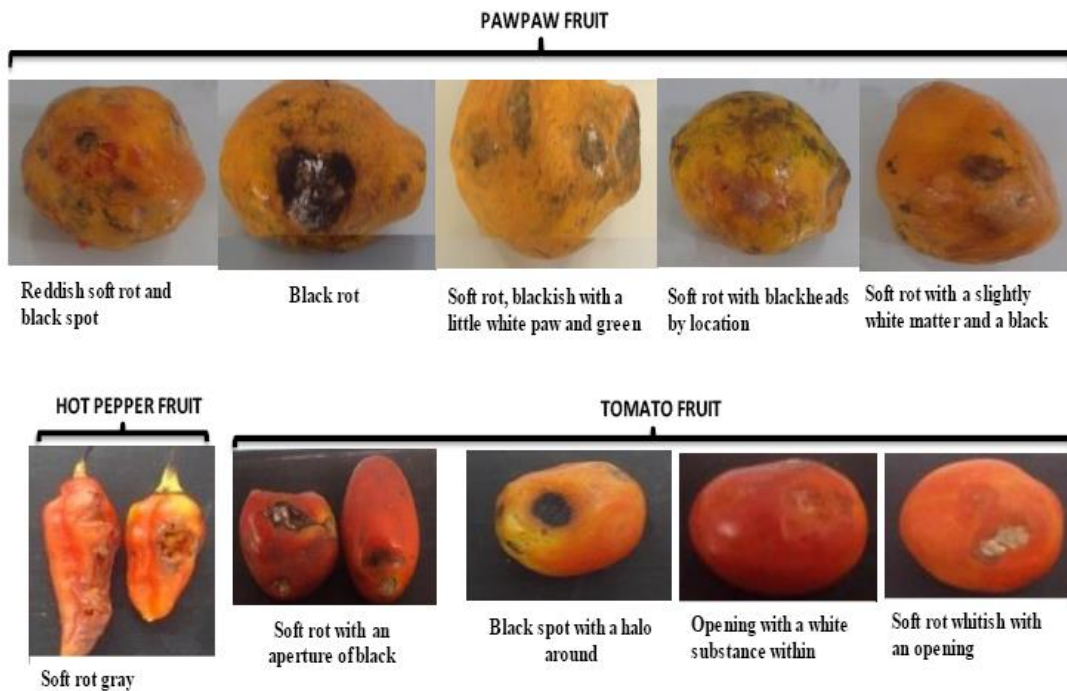 PAWPAW FRUIT
Reddish soft rot and
black spot
Black rot
Soft rot, blackish with a
little white paw and green
Soft rot with blackheads
by location
Soft rot with a slightly
white matter and a black
HOT PEPPER FRUIT
TOMATO FRUIT
Soft rot gray
Soft rot with an
aperture of black
Black spot with a halo
around
Opening with a white
substance within
Soft rot whitish with
an opening